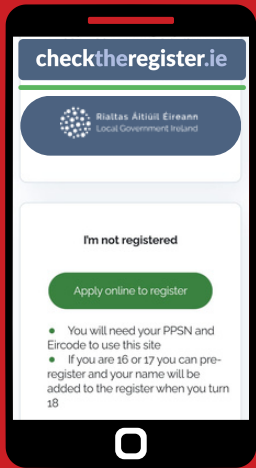 checktheregister.ie
Rialtas Áitiúil Éireann
Local Government Ireland
I'm not registered
Apply online to register
● You will need your PPSN and
Eircode to use this site
● If you are 16 or 17 you can pre-
register and your name will be
added to the register when you turn
18